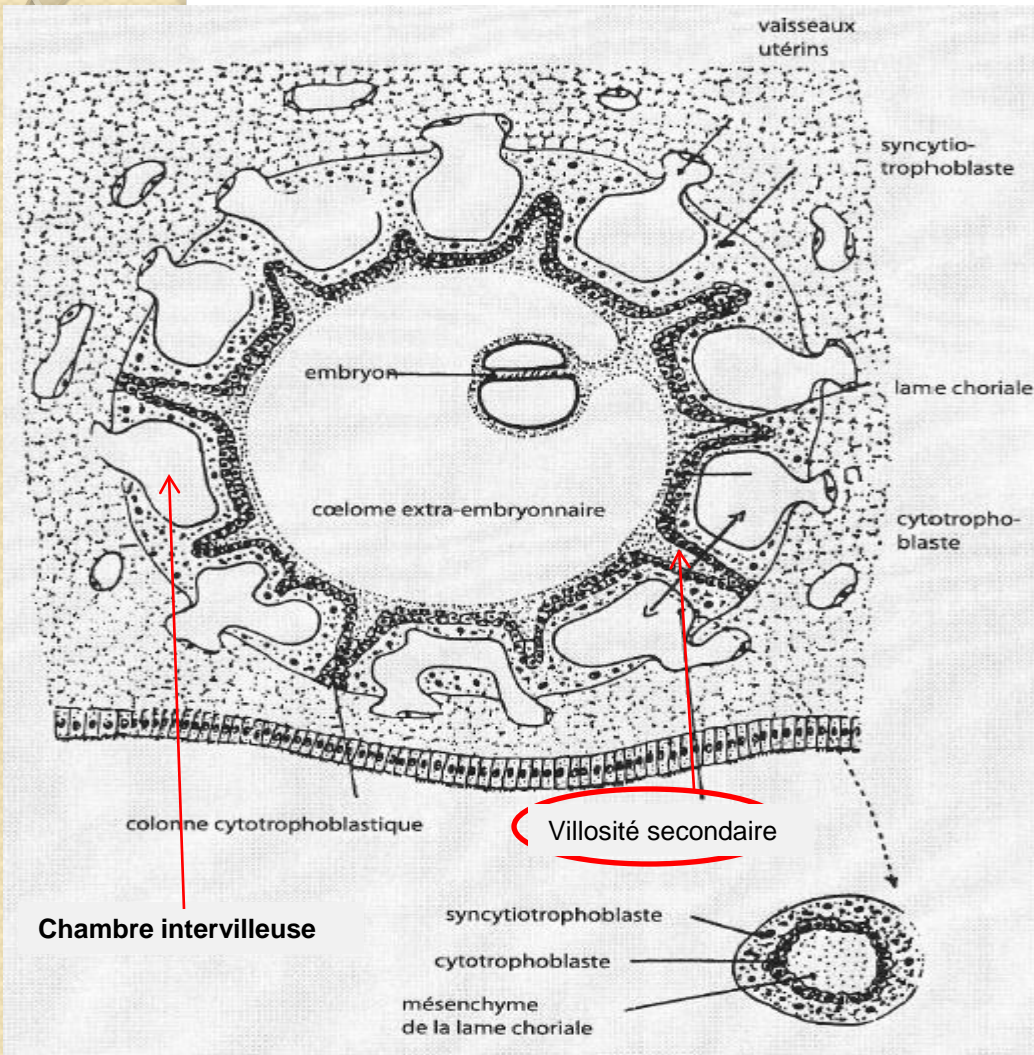 vaisseaux
utérins
syncytio-
trophoblaste
embryon
lame choriale
cœlome extra-embryonnaire
cytotropho-
blaste
colonne cytotrophoblastique
Villosité secondaire
Chambre intervilleuse
syncytiotrophoblaste
cytotrophoblaste
mésenchyme
de la lame choriale